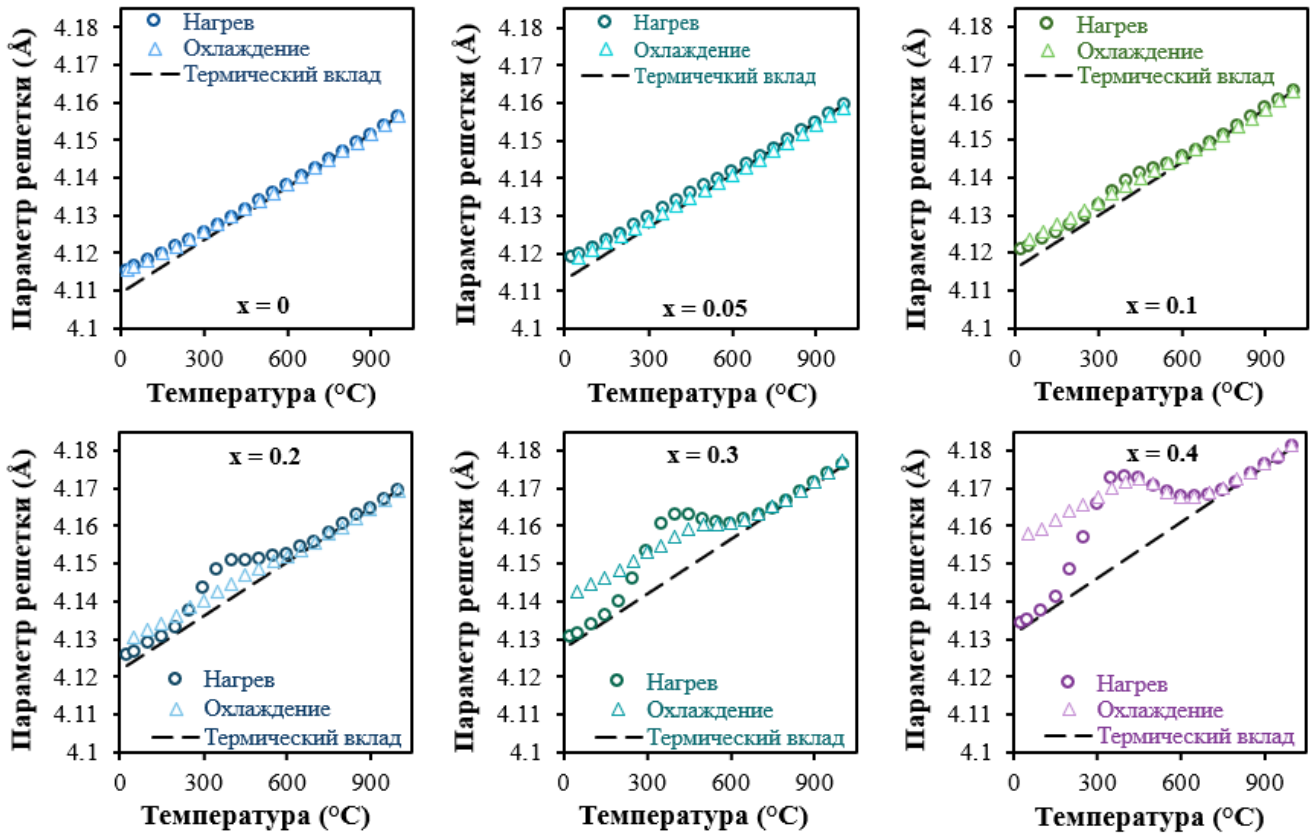 4.18
4.17
4.16
4.15
4.14
4.13
4.12
4.11
4.1
Параметр решетки (Å)
Нагрев
Охлаждение
Термический вклад
x = 0
0 300 600 900
Температура (°C)
4.18
4.17
4.16
4.15
4.14
4.13
4.12
4.11
4.1
Параметр решетки (Å)
Нагрев
Охлаждение
Термичечкий вклад
x = 0.05
0 300 600 900
Температура (°C)
4.18
4.17
4.16
4.15
4.14
4.13
4.12
4.11
4.1
Параметр решетки (Å)
Нагрев
Охлаждение
Термический вклад
x = 0.1
0 300 600 900
Температура (°C)
4.18
4.17
4.16
4.15
4.14
4.13
4.12
4.11
4.1
Параметр решетки (Å)
x = 0.2
Нагрев
Охлаждение
Термический вклад
0 300 600 900
Температура (°C)
4.18
4.17
4.16
4.15
4.14
4.13
4.12
4.11
4.1
Параметр решетки (Å)
x = 0.3
Нагрев
Охлаждение
Термический вклад
0 300 600 900
Температура (°C)
4.18
4.17
4.16
4.15
4.14
4.13
4.12
4.11
4.1
Параметр решетки (Å)
x = 0.4
Нагрев
Охлаждение
Термический вклад
0 300 600 900
Температура (°C)